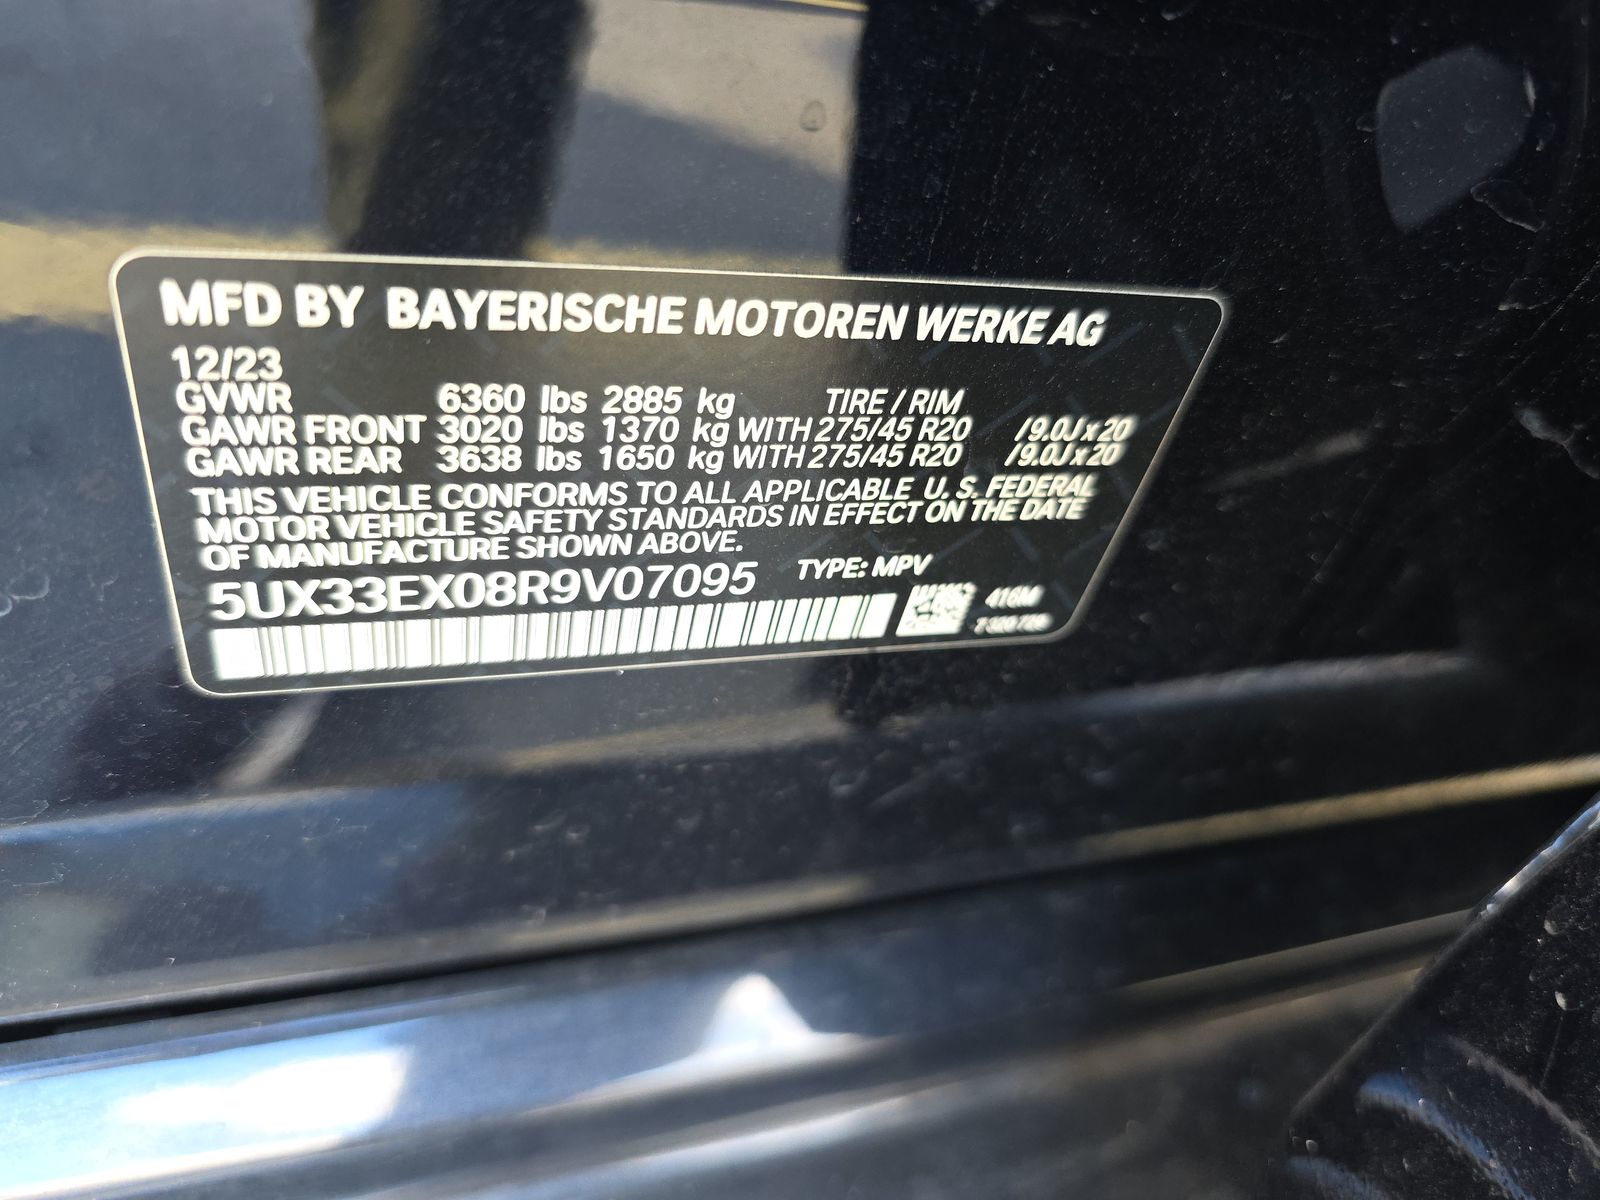 MFD BY BAYERISCHE MOTOREN WERKE AG
12/23
GVWR 6360 lbs 2885 kg TIRE / RIM
GAWR FRONT 3020 lbs 1370 kg WITH 275/45 R20 /9.0J x 20
GAWR REAR 3638 lbs 1650 kg WITH 275/45 R20 /9.0J x 20
THIS VEHICLE CONFORMS TO ALL APPLICABLE U. S. FEDERAL
MOTOR VEHICLE SAFETY STANDARDS IN EFFECT ON THE DATE
OF MANUFACTURE SHOWN ABOVE.
5UX33EX08R9V07095 TYPE: MPV
416M